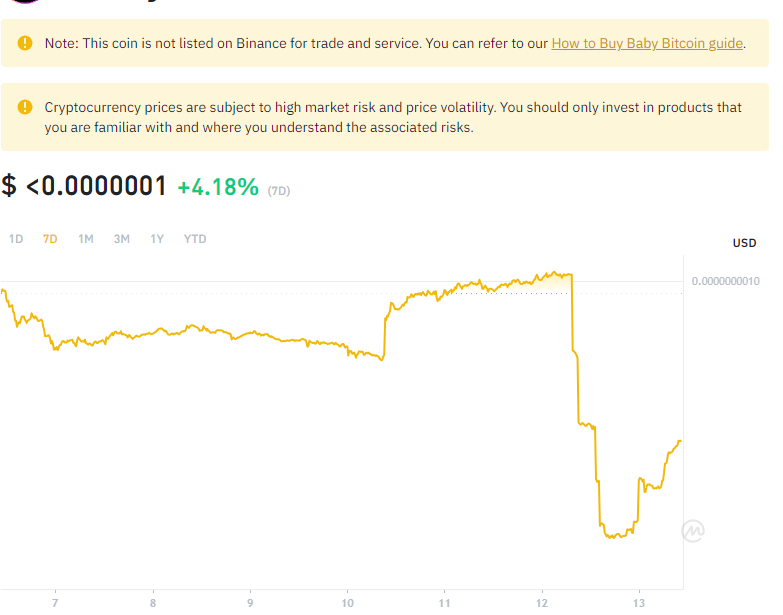 Note: This coin is not listed on Binance for trade and service. You can refer to our How to Buy Baby Bitcoin guide.
Cryptocurrency prices are subject to high market risk and price volatility. You should only invest in products that
you are familiar with and where you understand the associated risks.
$ <0.0000001 +4.18% (7D)
1D 7D 1M 3M 1Y YTD
USD
0.0000000010
7 8 9 10 11 12 13